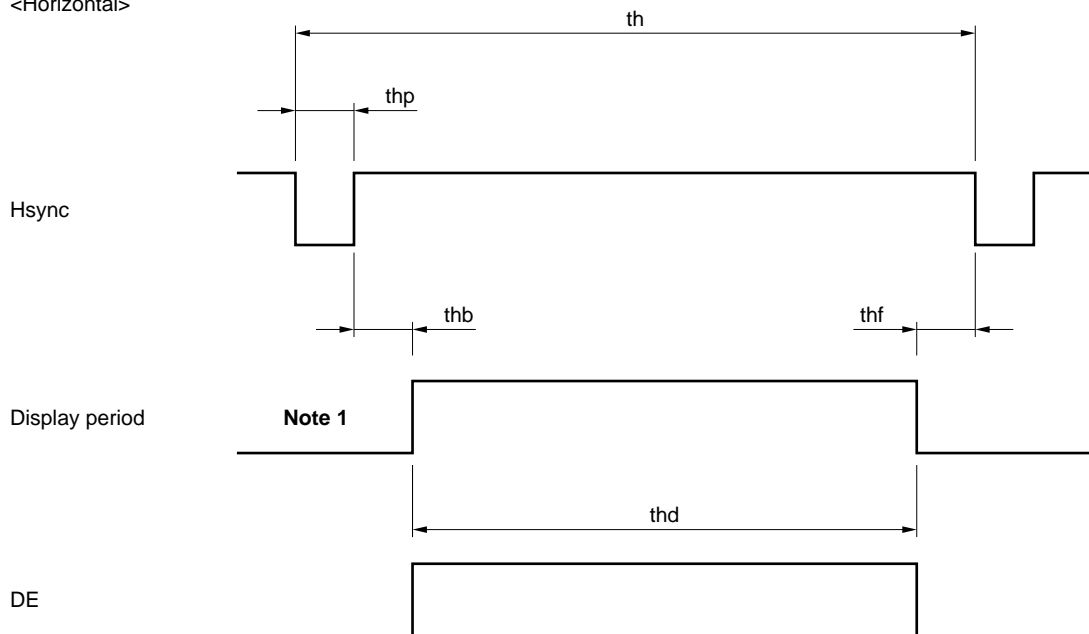 <Horizontal>
th
thp
Hsync
thb
thf
Display period
Note 1
thd
DE